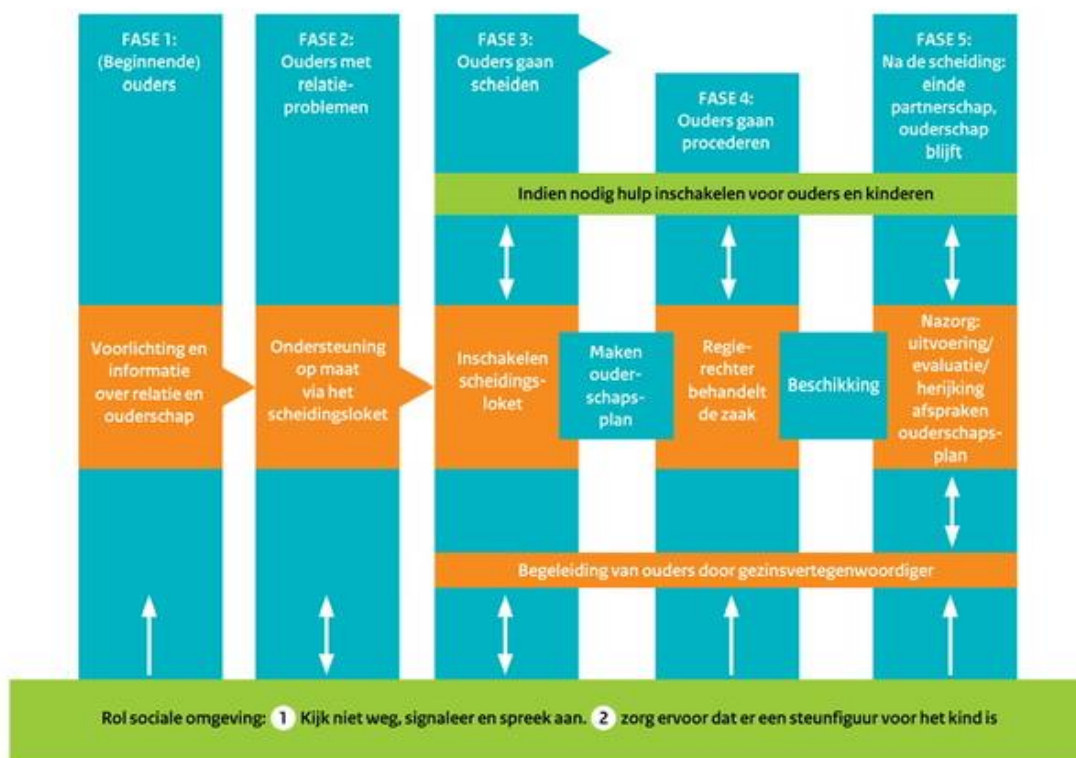 FASE 1:
(Beginnende)
ouders
FASE 2:
Ouders met
relatie-
problemen
FASE 3:
Ouders gaan
scheiden
FASE 4:
Ouders gaan
procederen
FASE 5:
Na de scheiding:
einde
partnerschap,
ouderschap
blijft
Indien nodig hulp inschakelen voor ouders en kinderen
Voorlichting en
informatie
over relatie en
ouderschap
Ondersteuning
op maat
via het
scheidingsloket
Inschakelen
scheidings-
loket
Maken
ouder-
schaps-
plan
Regie-
rechter
behandelt
de zaak
Beschikking
Nazorg:
uitvoering/
evaluatie/
herijking
afspraken
ouderschaps-
plan
Begeleiding van ouders door gezinsvertegenwoordiger
Rol sociale omgeving: 1 Kijk niet weg, signaleer en spreek aan. 2 zorg ervoor dat er een steunfiguur voor het kind is